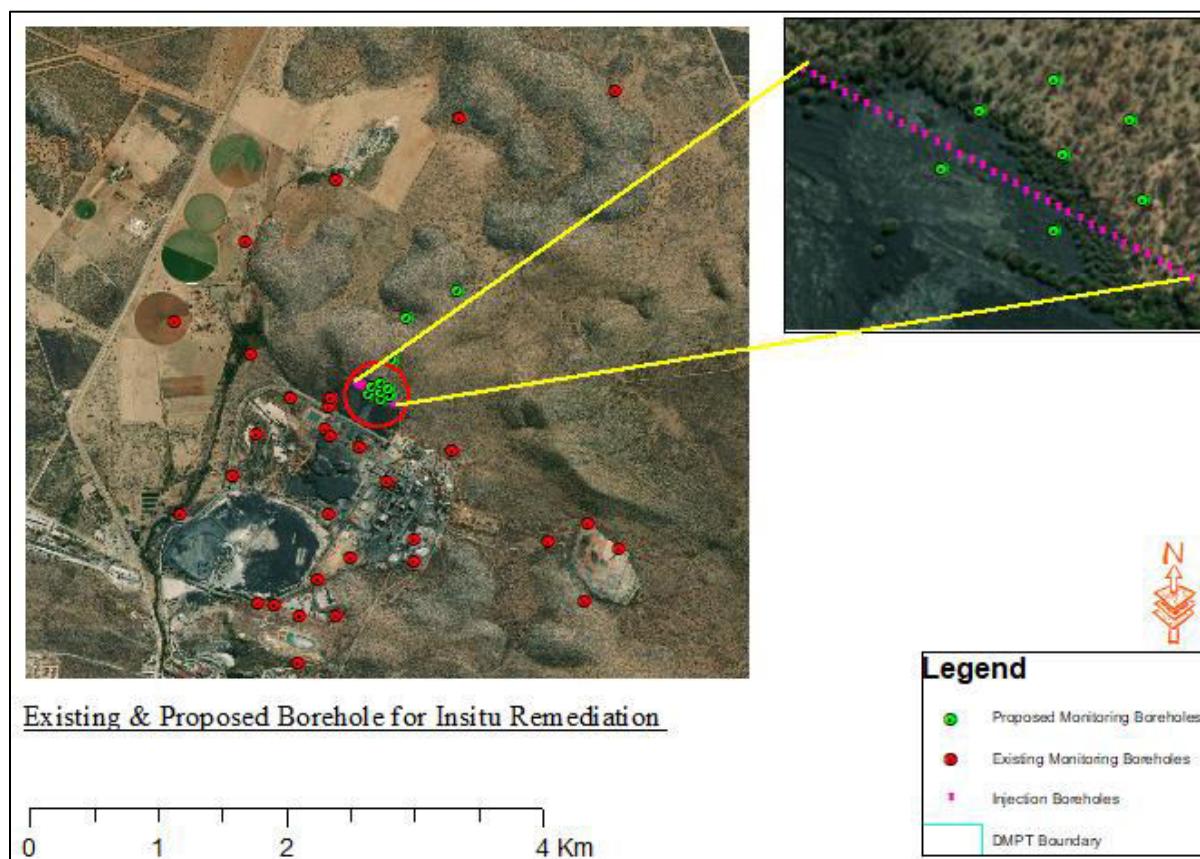 Existing & Proposed Borehole for Insitu Remediation
0 1 2 4 Km
N
Legend
Proposed Monitoring Boreholes
Existing Monitoring Boreholes
Injection Boreholes
DMPT Boundary